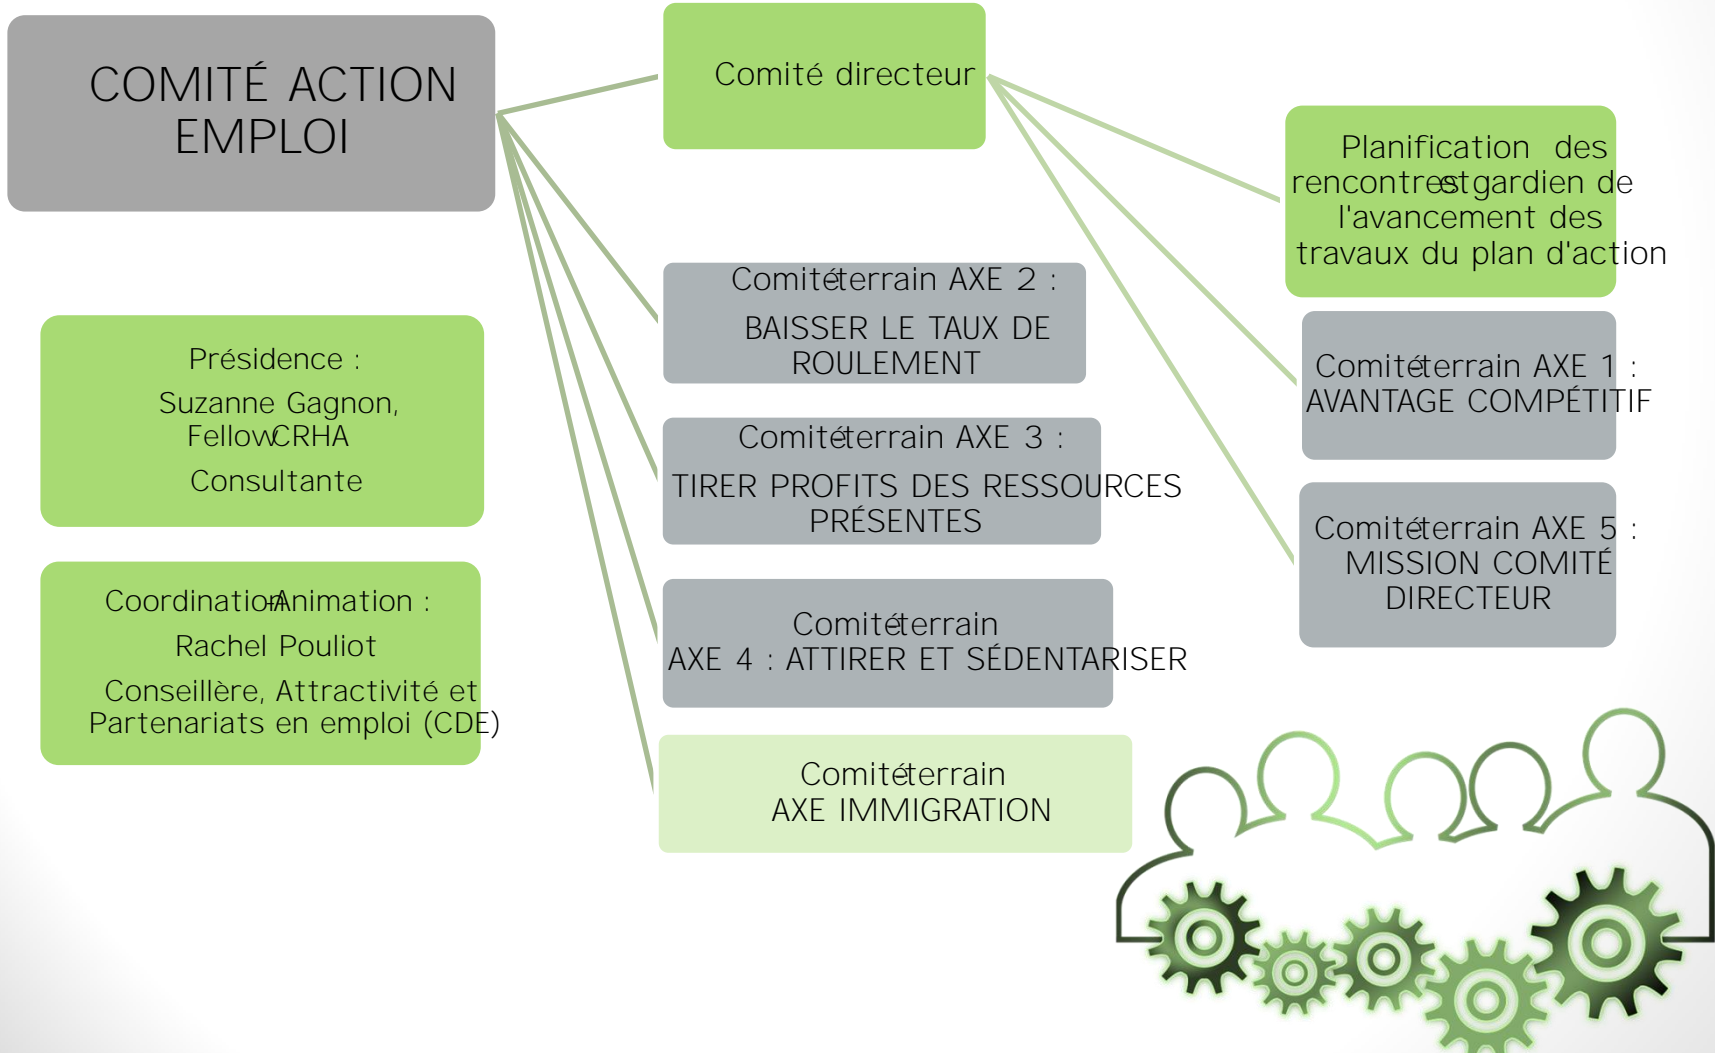 COMITÉ ACTION
EMPLOI
Présidence :
Suzanne Gagnon,
Fellow CRHA
Consultante
Coordination-Animation :
Rachel Pouliot
Conseillère, Attractivité et
Partenariats en emploi (CDE)
Comité directeur
Comité-terrain AXE 2 :
BAISSER LE TAUX DE
ROULEMENT
Comité-terrain AXE 3 :
TIRER PROFITS DES RESSOURCES
PRÉSENTES
Comité-terrain
AXE 4 : ATTIRER ET SÉDENTARISER
Comité-terrain
AXE IMMIGRATION
Planification des
rencontres et gardien de
l'avancement des
travaux du plan d'action
Comité-terrain AXE 1 :
AVANTAGE COMPÉTITIF
Comité-terrain AXE 5 :
MISSION COMITÉ
DIRECTEUR